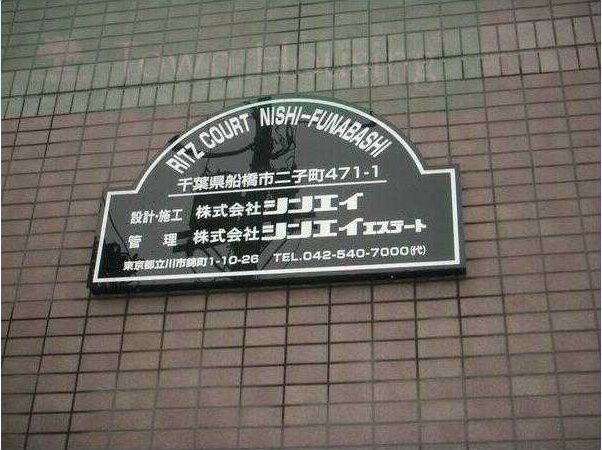 Tower Housing
RITZ COURT NISHI-FUNABASHI
千葉県船橋市二子町471-1
設計・施工 株式会社シンエイ
管 理 株式会社シンエイエステート
東京都立川市錦町1-10-26 TEL.042-540-7000(代)